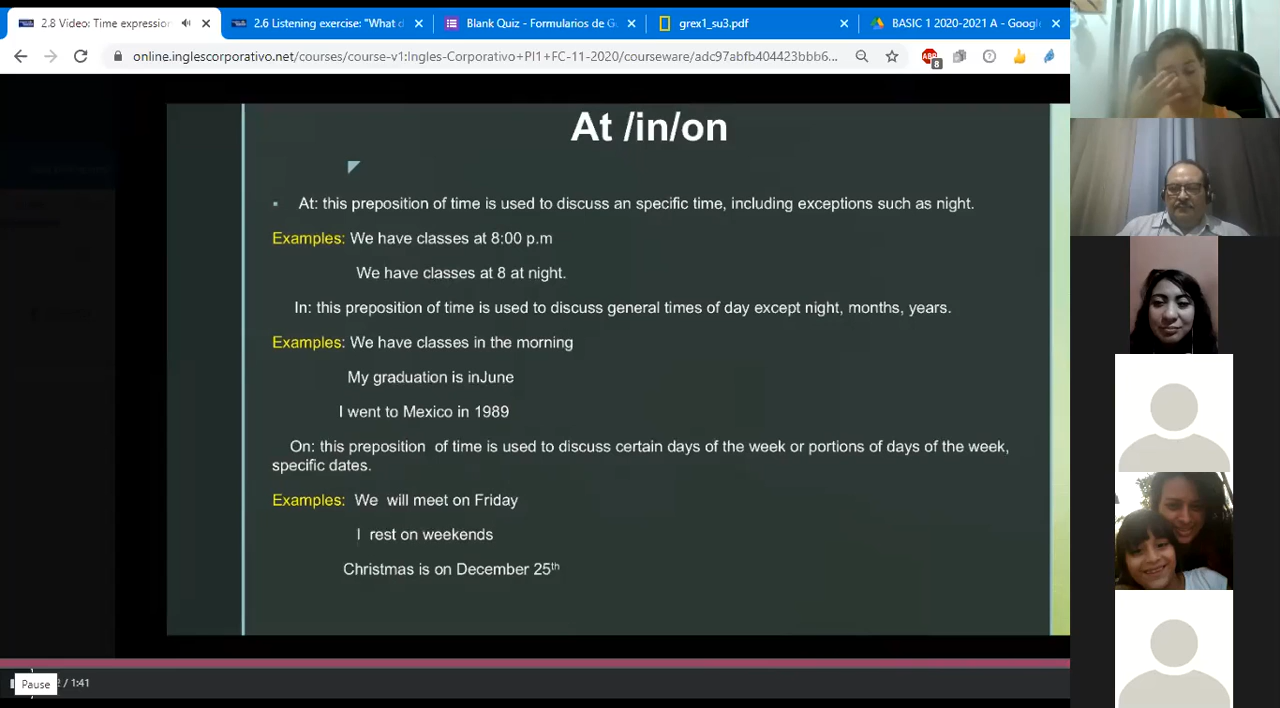 2.8 Video: Time expression
2.6 Listening exercise: "What d
Blank Quiz - Formularios de G
grex1_su3.pdf
BASIC 1 2020-2021 A - Google
online.inglescorporativo.net/courses/course-v1:Ingles-Corporativo+PI1+FC-11-2020/courseware/adc97abfb404423bbb6...
ABP
8
At /in/on
At: this preposition of time is used to discuss an specific time, including exceptions such as night.
Examples: We have classes at 8:00 p.m
We have classes at 8 at night.
In: this preposition of time is used to discuss general times of day except night, months, years.
Examples: We have classes in the morning
My graduation is inJune
I went to Mexico in 1989
On: this preposition of time is used to discuss certain days of the week or portions of days of the week,
specific dates.
Examples: We will meet on Friday
I rest on weekends
Christmas is on December 25th
/ 1:41
Pause